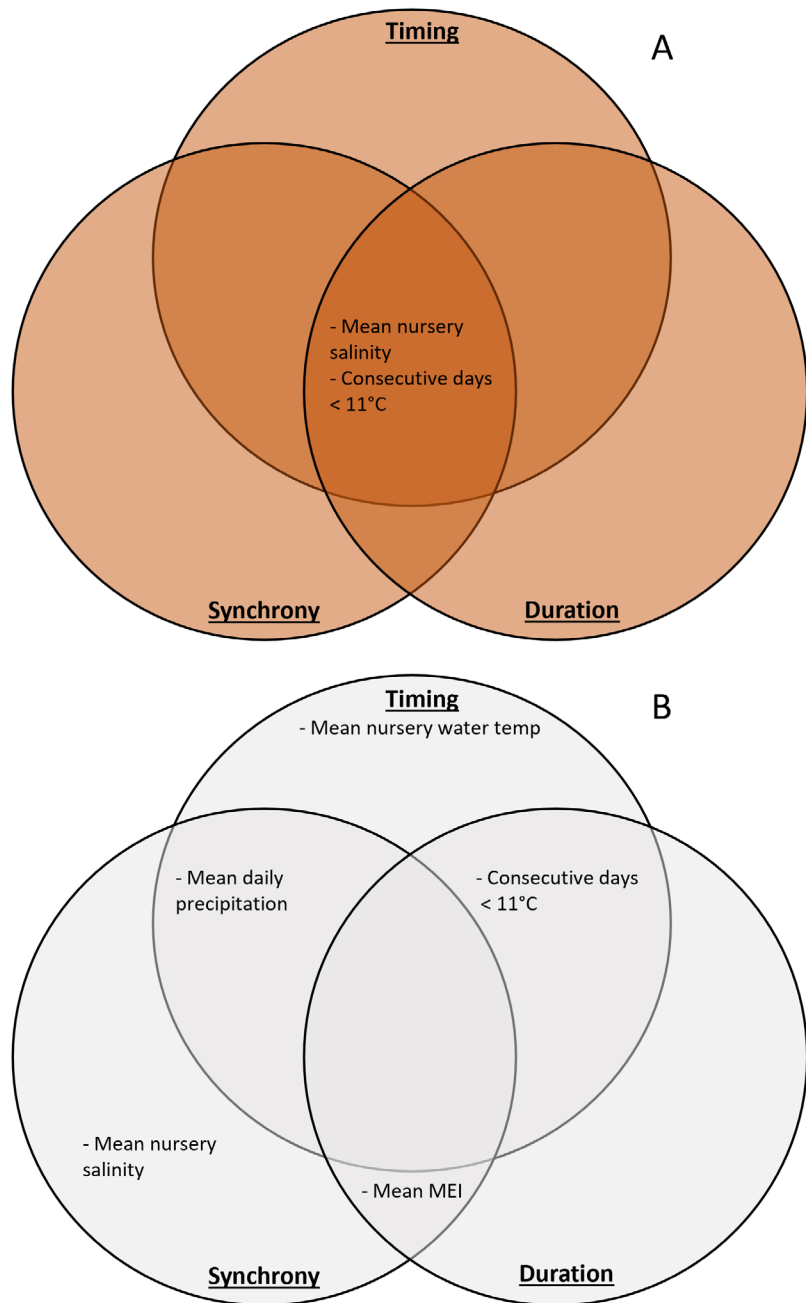 Timing
A
- Mean nursery
salinity
- Consecutive days
< 11°C
Synchrony
Duration
Timing
B
- Mean nursery water temp
- Mean daily
precipitation
- Consecutive days
< 11°C
- Mean nursery
salinity
- Mean MEI
Synchrony
Duration